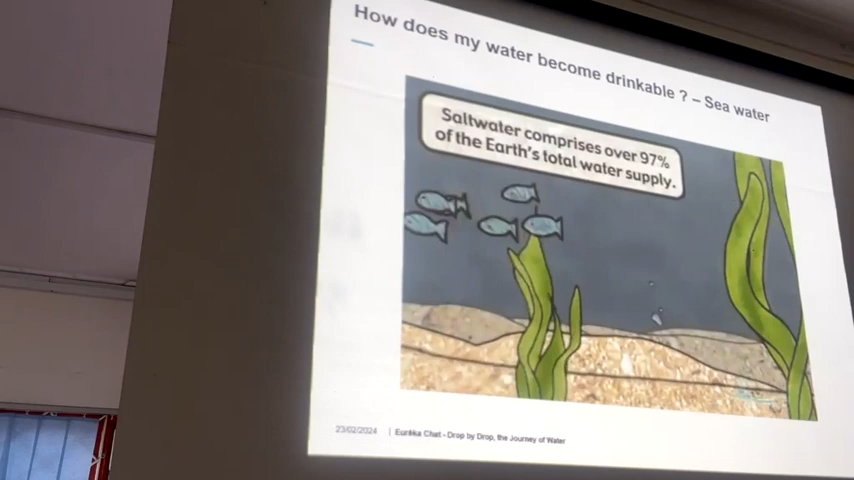 How does my water become drinkable ? – Sea water
Saltwater comprises over 97%
of the Earth's total water supply.
23/02/2024 | Eurêka Chat - Drop by Drop, the Journey of Water